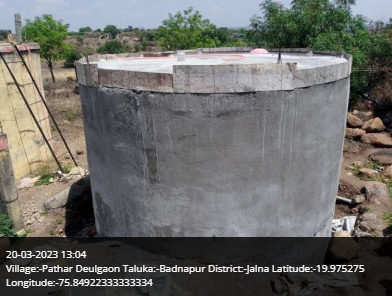 20-03-2023 13:04
Village:-Pathar Deulgaon Taluka:-Badnapur District:-Jalna Latitude:-19.975275
Longitude:-75.84922333333334